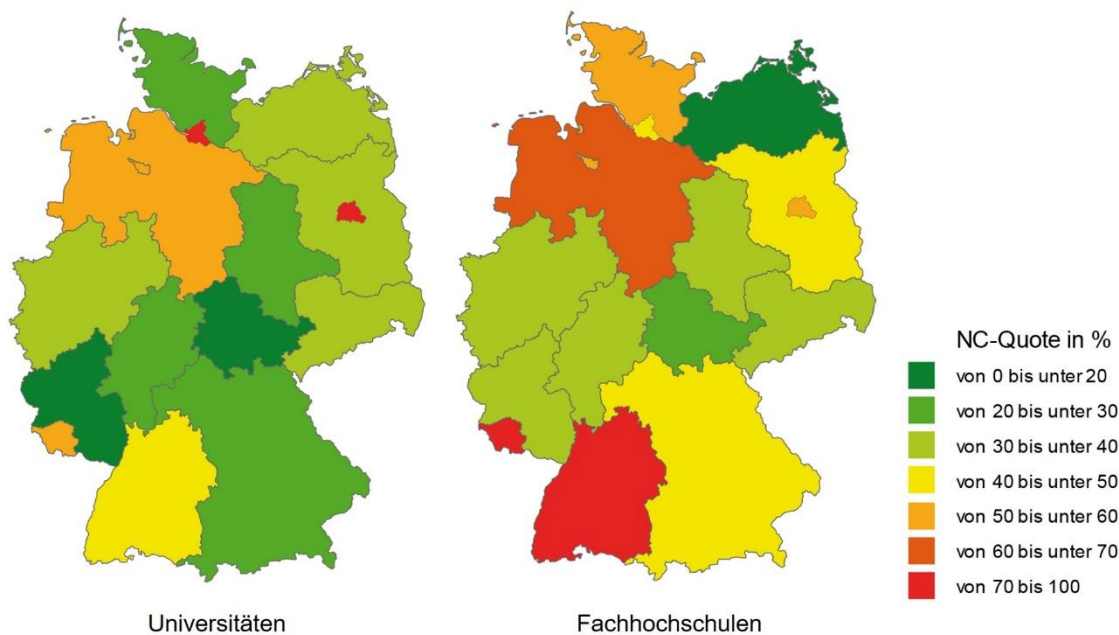 NC-Quote in %
von 0 bis unter 20
von 20 bis unter 30
von 30 bis unter 40
von 40 bis unter 50
von 50 bis unter 60
von 60 bis unter 70
von 70 bis 100
Universitäten
Fachhochschulen